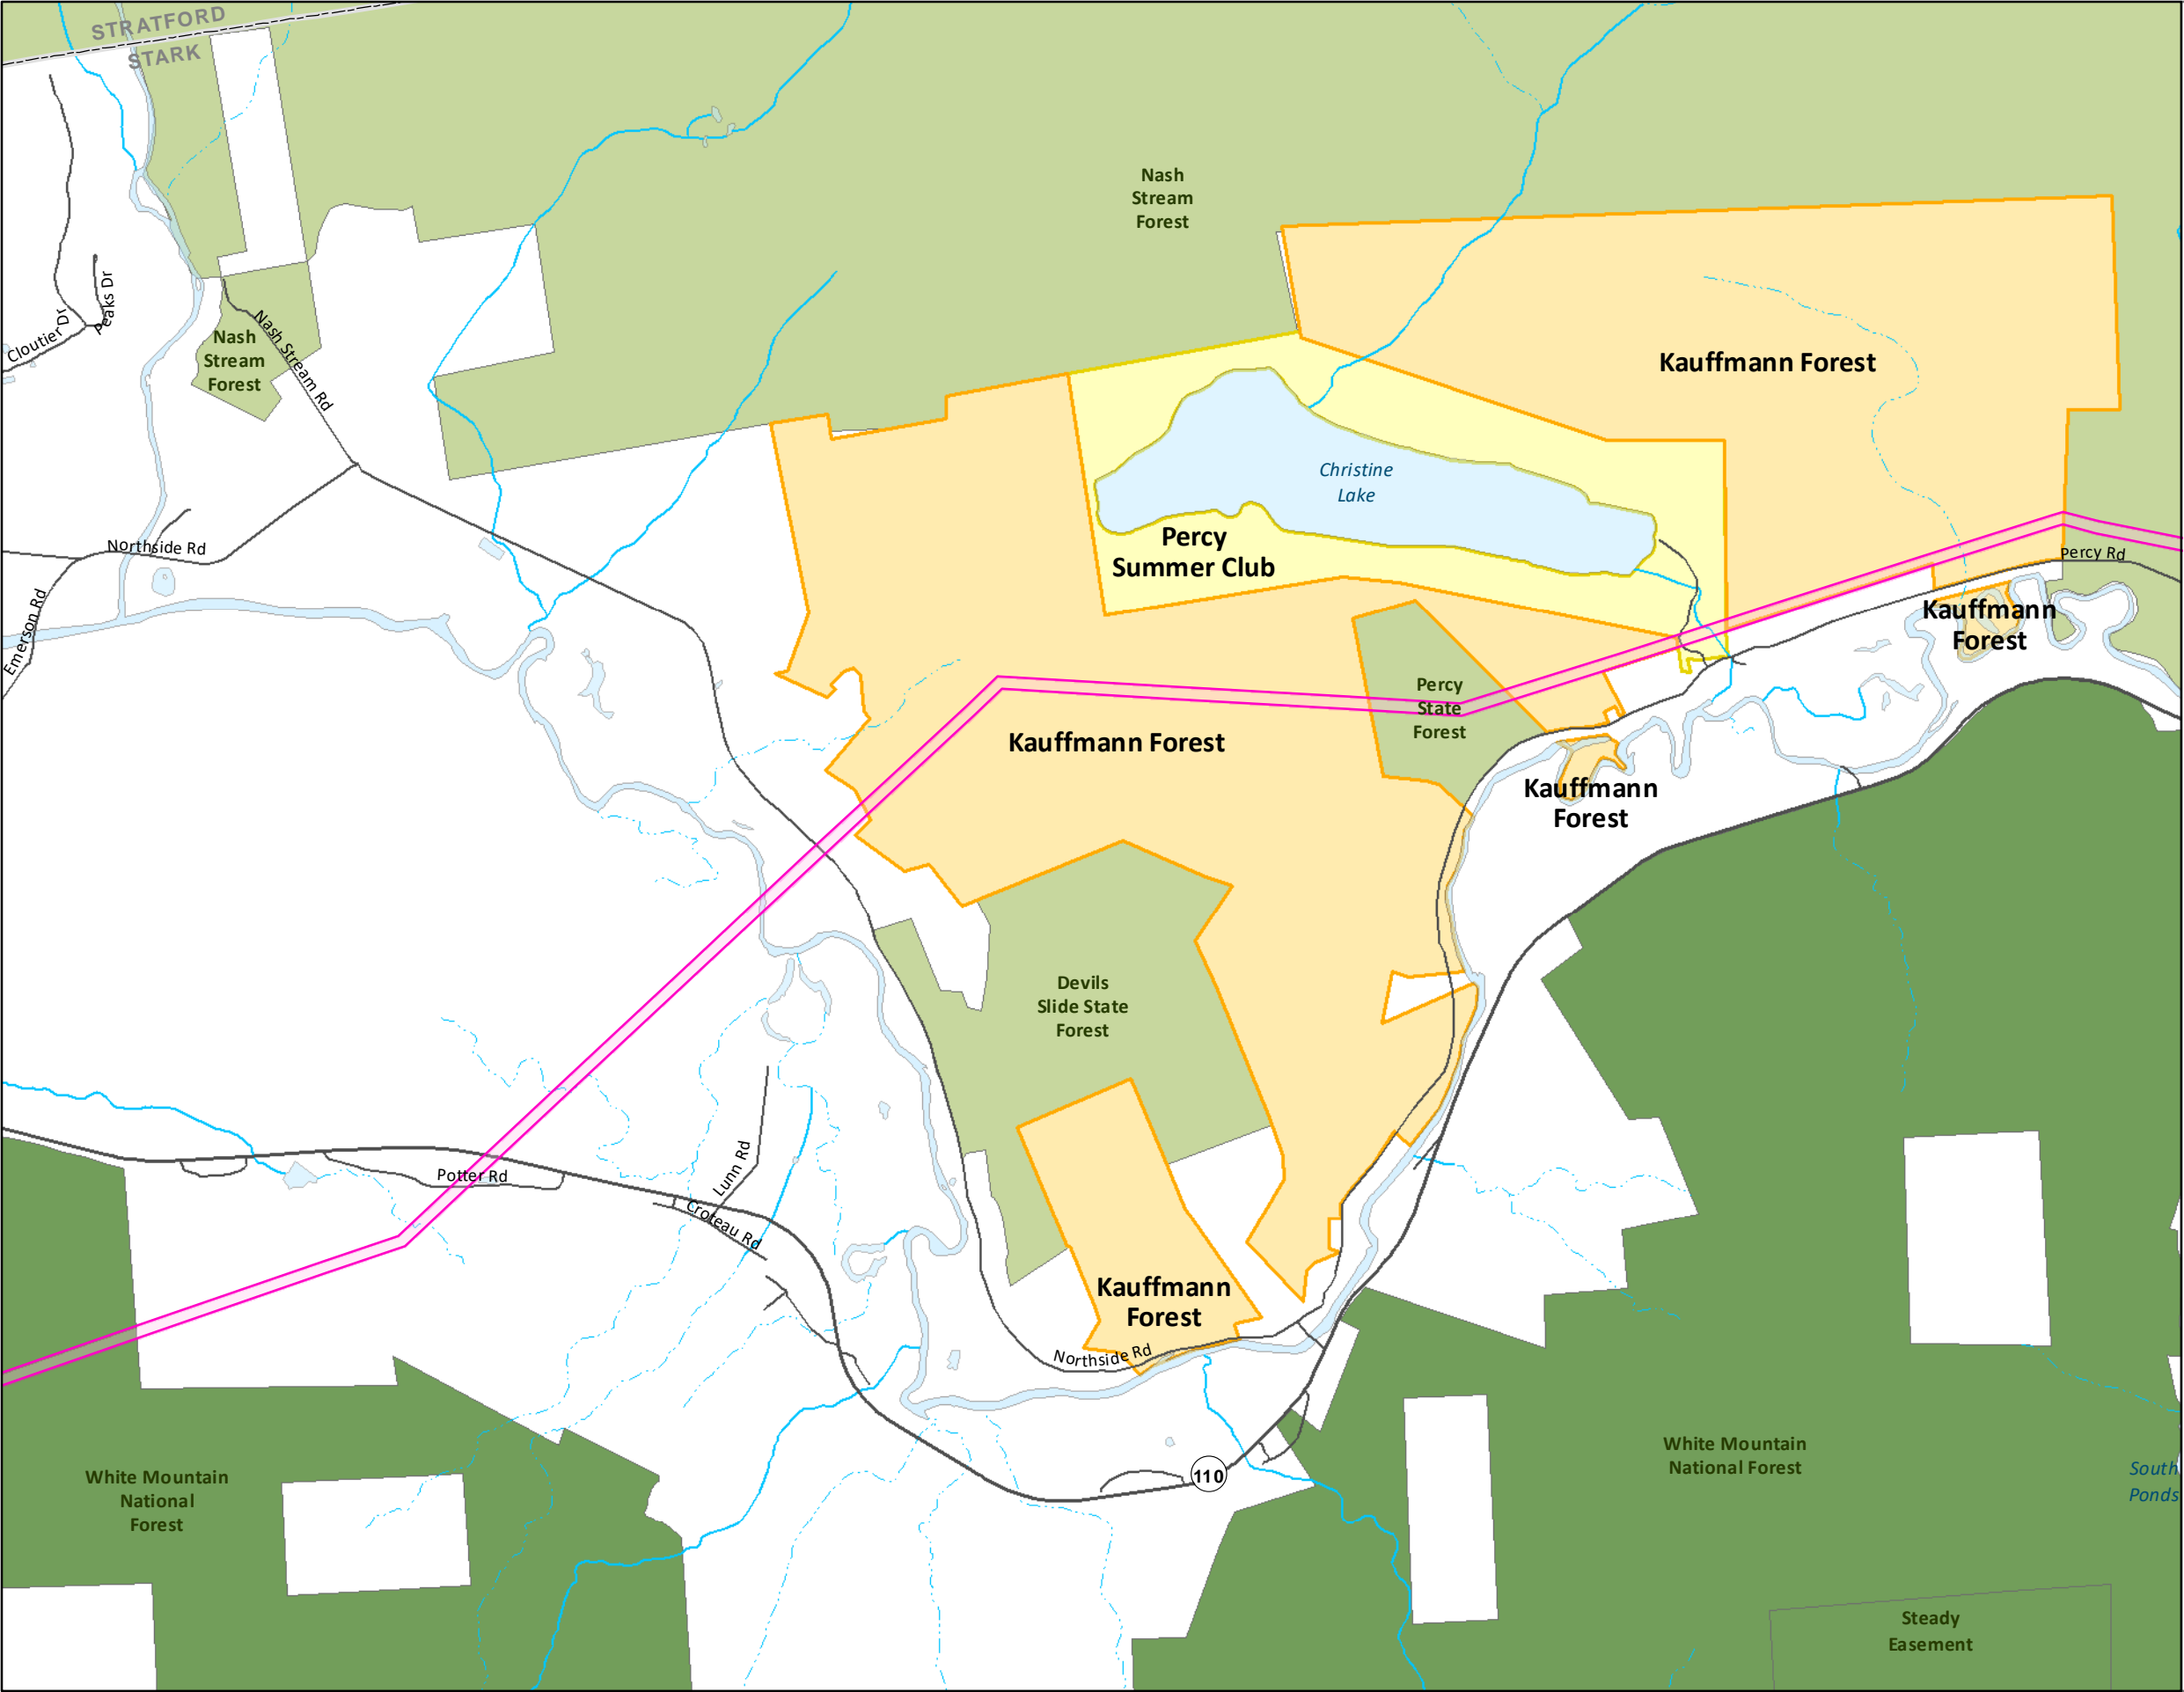 STRATFORD
STARK
Nash
Stream
Forest
Peaks Dr
Cloutier Dr
Nash Stream Rd
Nash
Stream
Forest
Kauffmann Forest
Christine
Lake
Percy
Summer Club
Northside Rd
Emerson Rd
Percy Rd
Kauffmann
Forest
Percy
State
Forest
Kauffmann Forest
Kauffmann
Forest
Devils
Slide State
Forest
Potter Rd
Lunn Rd
Croteau Rd
Kauffmann
Forest
Northside Rd
110
White Mountain
National
Forest
White Mountain
National Forest
South
Ponds
Steady
Easement